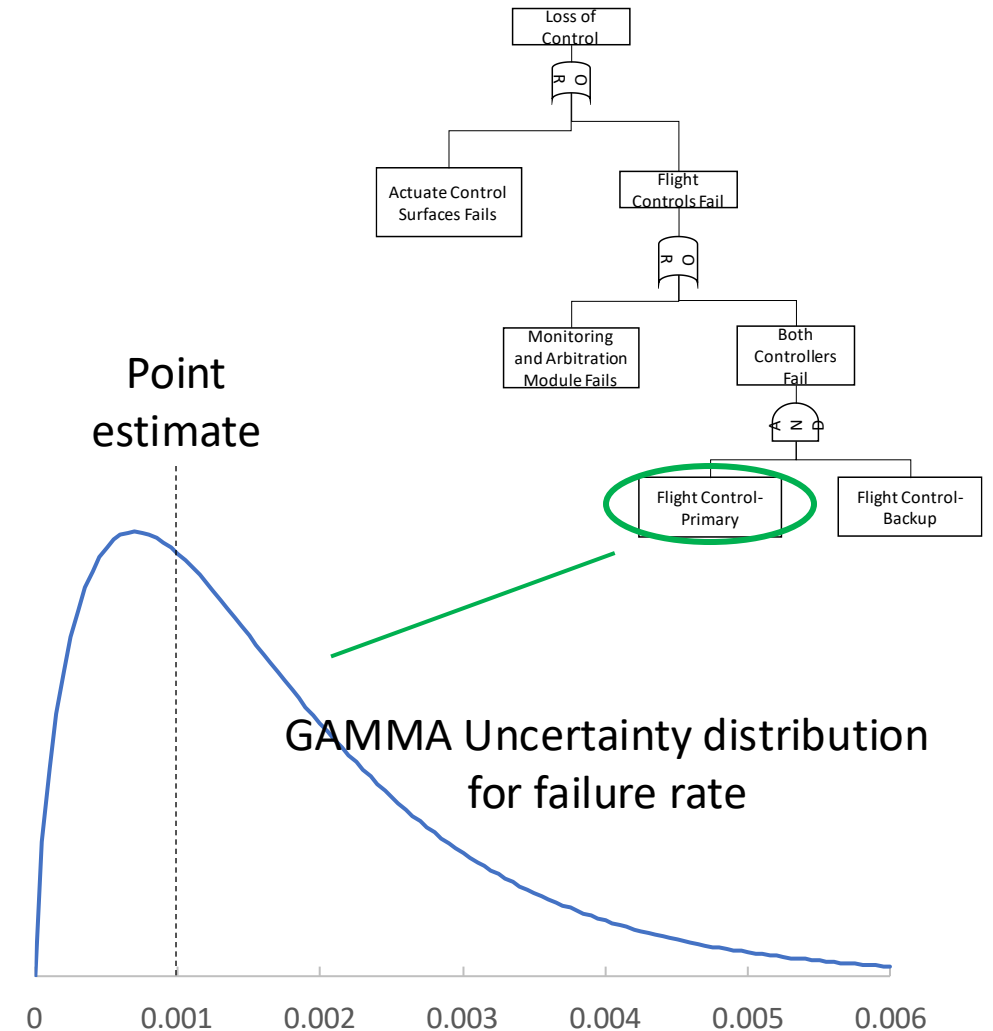 Loss of
Control
OR
Actuate Control
Surfaces Fails
Flight
Controls Fail
OR
Monitoring
and Arbitration
Module Fails
Both
Controllers
Fail
AND
Flight Control-
Primary
Flight Control-
Backup
Point
estimate
GAMMA Uncertainty distribution
for failure rate
0 0.001 0.002 0.003 0.004 0.005 0.006